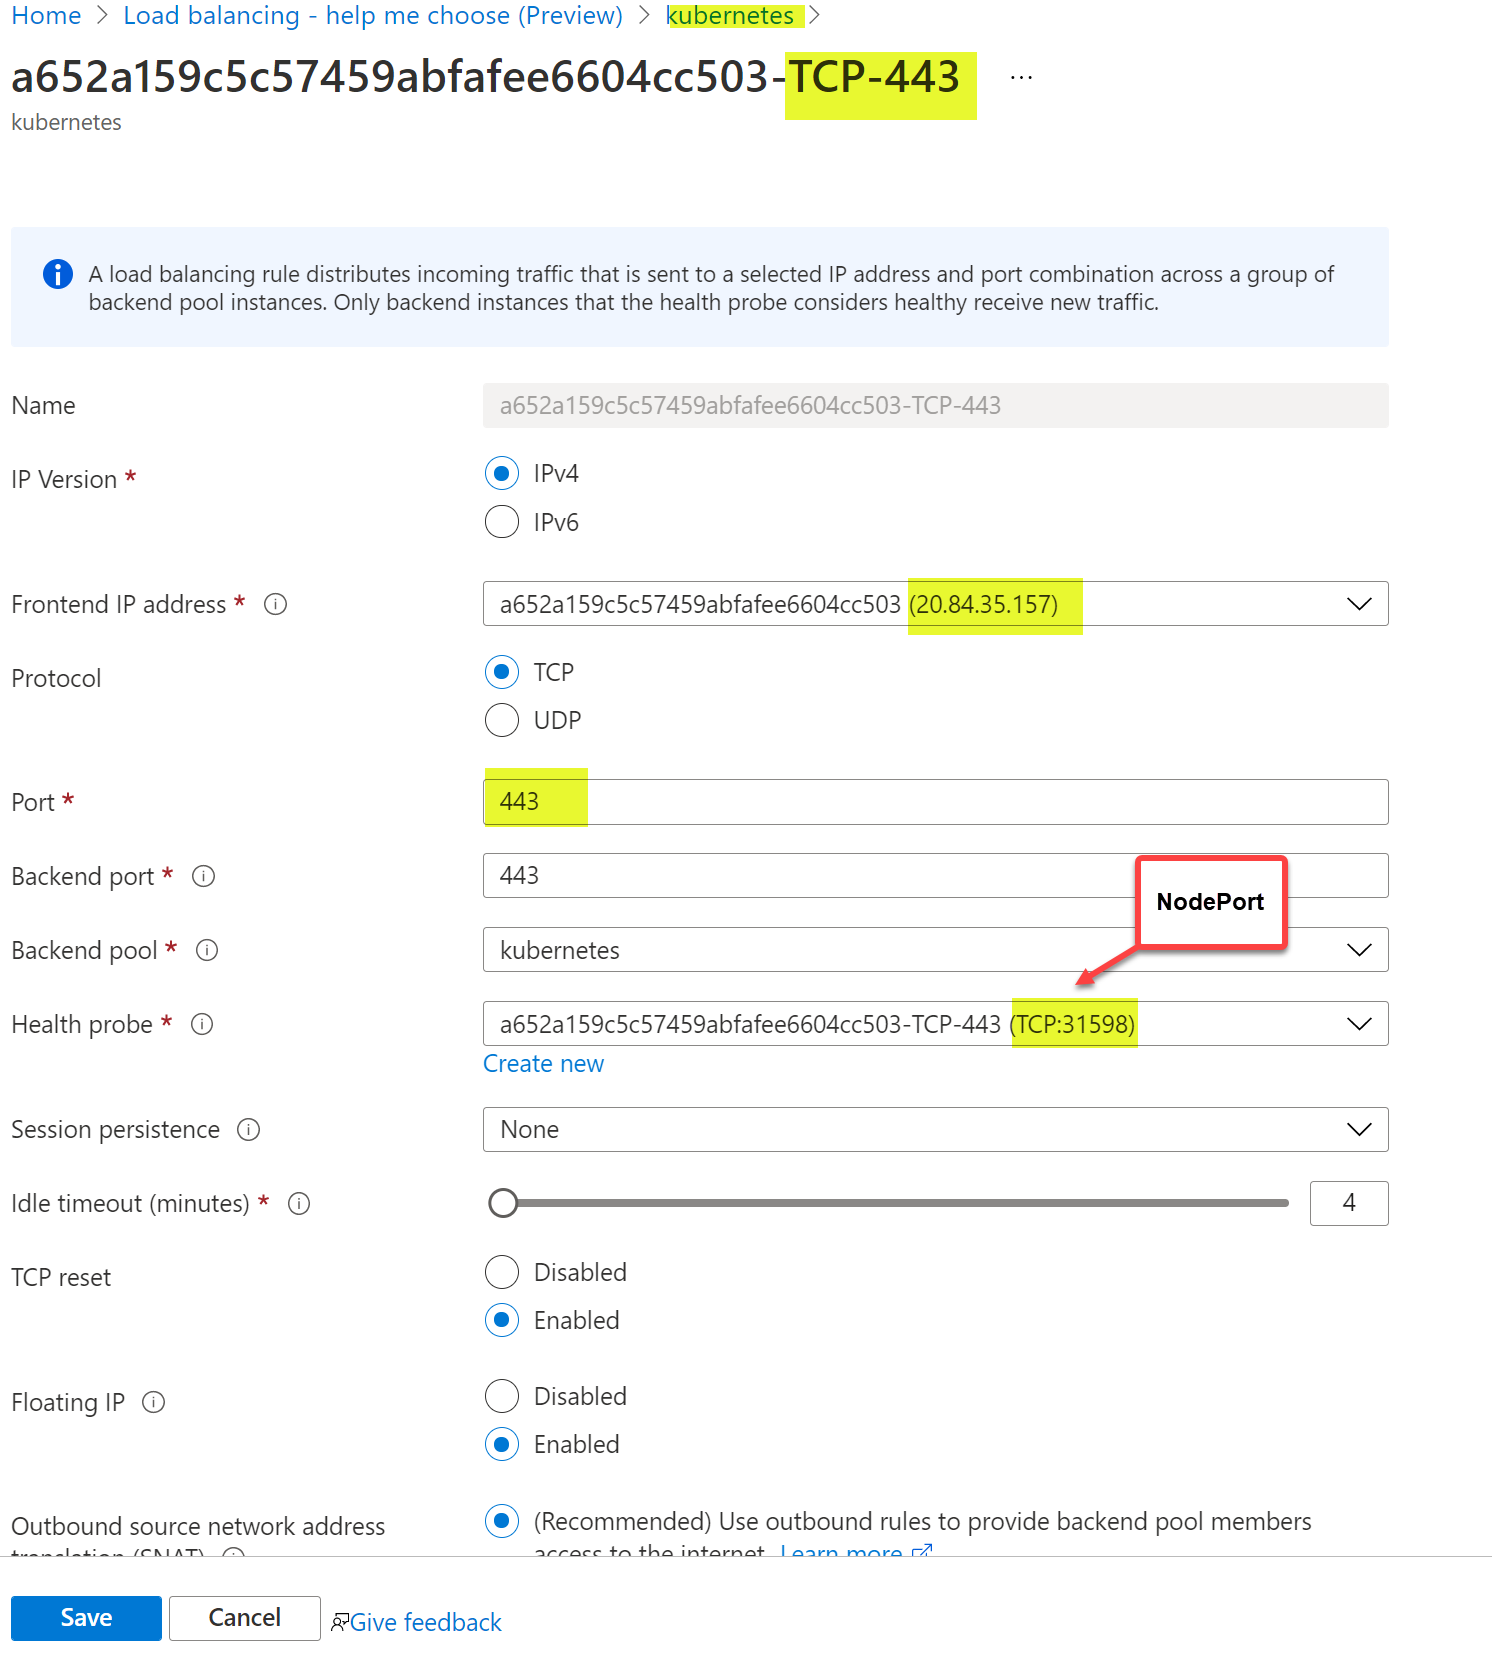 Home > Load balancing - help me choose (Preview) > kubernetes >
a652a159c5c57459abfafee6604cc503-TCP-443 ...
kubernetes
A load balancing rule distributes incoming traffic that is sent to a selected IP address and port combination across a group of
backend pool instances. Only backend instances that the health probe considers healthy receive new traffic.
Name
a652a159c5c57459abfafee6604cc503-TCP-443
IP Version *
IPv4
IPv6
Frontend IP address *
a652a159c5c57459abfafee6604cc503 (20.84.35.157)
Protocol
TCP
UDP
Port *
443
Backend port *
443
NodePort
Backend pool *
kubernetes
Health probe *
a652a159c5c57459abfafee6604cc503-TCP-443 (TCP:31598)
Create new
Session persistence
None
Idle timeout (minutes) *
4
TCP reset
Disabled
Enabled
Floating IP
Disabled
Enabled
Outbound source network address
translation (SNAT)
(Recommended) Use outbound rules to provide backend pool members
access to the internet. Learn more
Save
Cancel
Give feedback